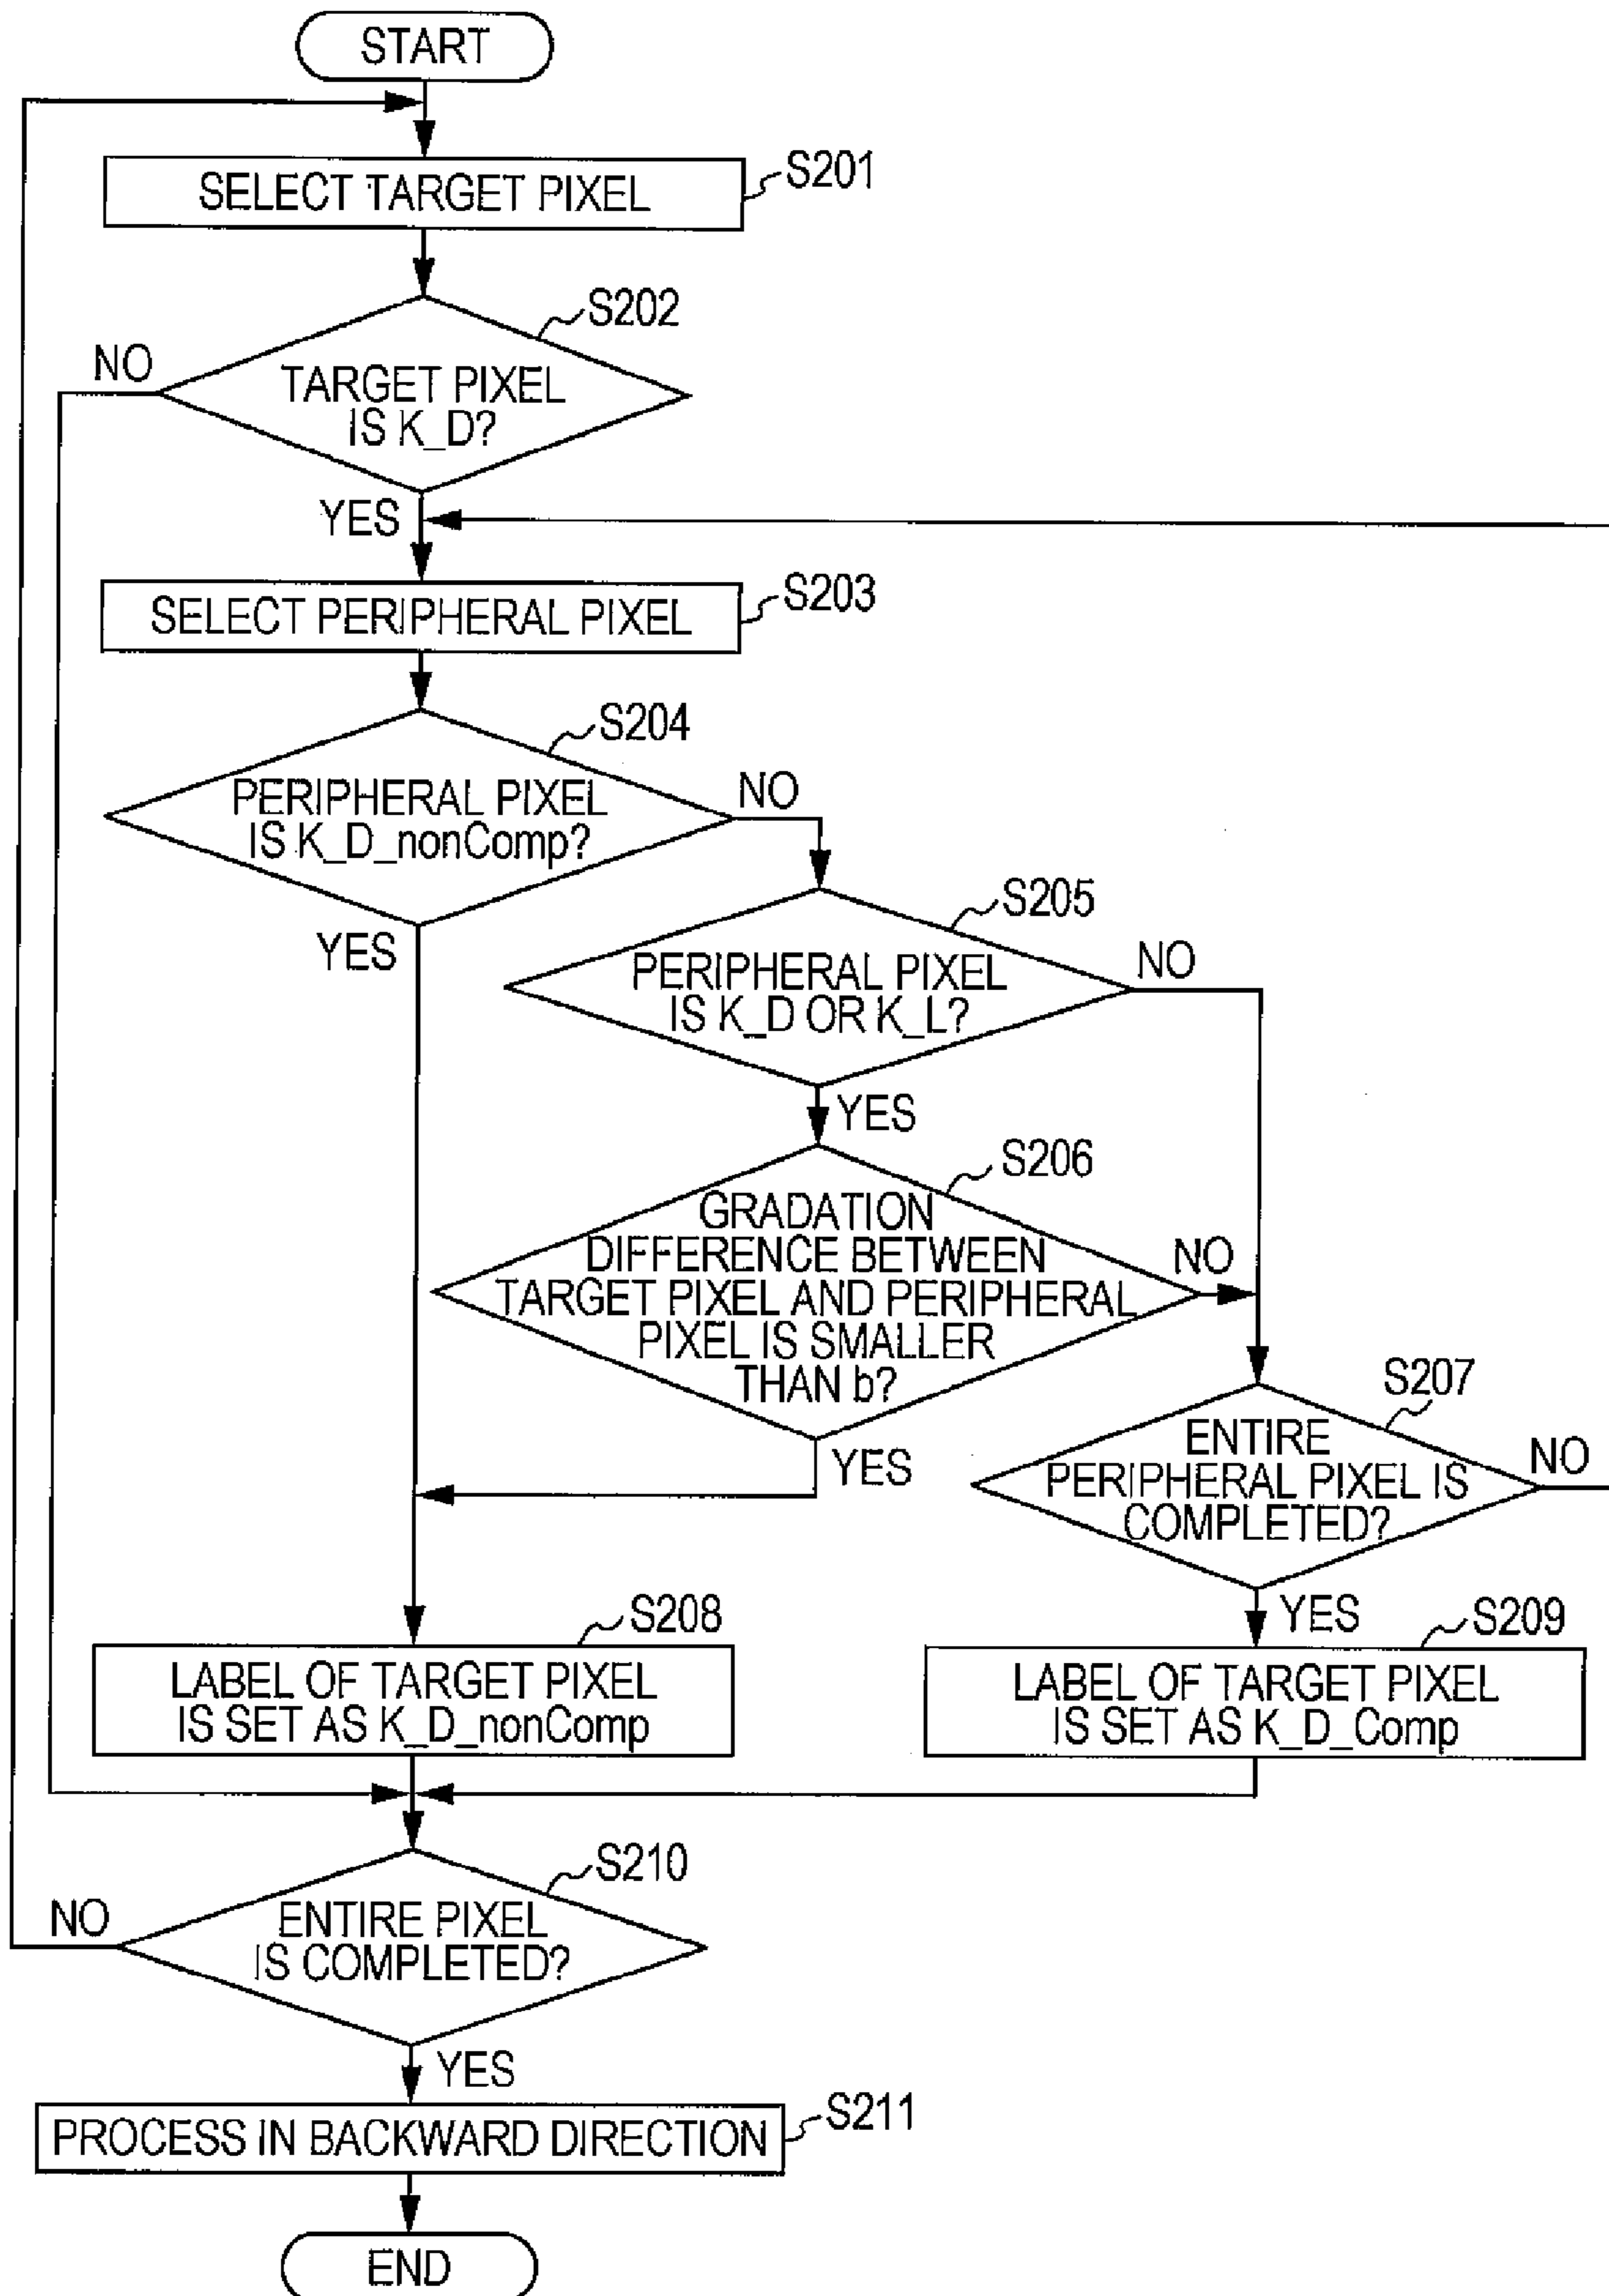 START
S201
SELECT TARGET PIXEL
S202
NO
TARGET PIXEL
IS K_D?
YES
S203
SELECT PERIPHERAL PIXEL
S204
PERIPHERAL PIXEL
IS K_D_nonComp?
NO
YES
S205
PERIPHERAL PIXEL
IS K_D OR K_L?
NO
YES
S206
GRADATION
DIFFERENCE BETWEEN
TARGET PIXEL AND PERIPHERAL
PIXEL IS SMALLER
THAN b?
NO
YES
S207
ENTIRE
PERIPHERAL PIXEL IS
COMPLETED?
NO
YES
S208
LABEL OF TARGET PIXEL
IS SET AS K_D_nonComp
S209
LABEL OF TARGET PIXEL
IS SET AS K_D_Comp
S210
NO
ENTIRE PIXEL
IS COMPLETED?
YES
S211
PROCESS IN BACKWARD DIRECTION
END